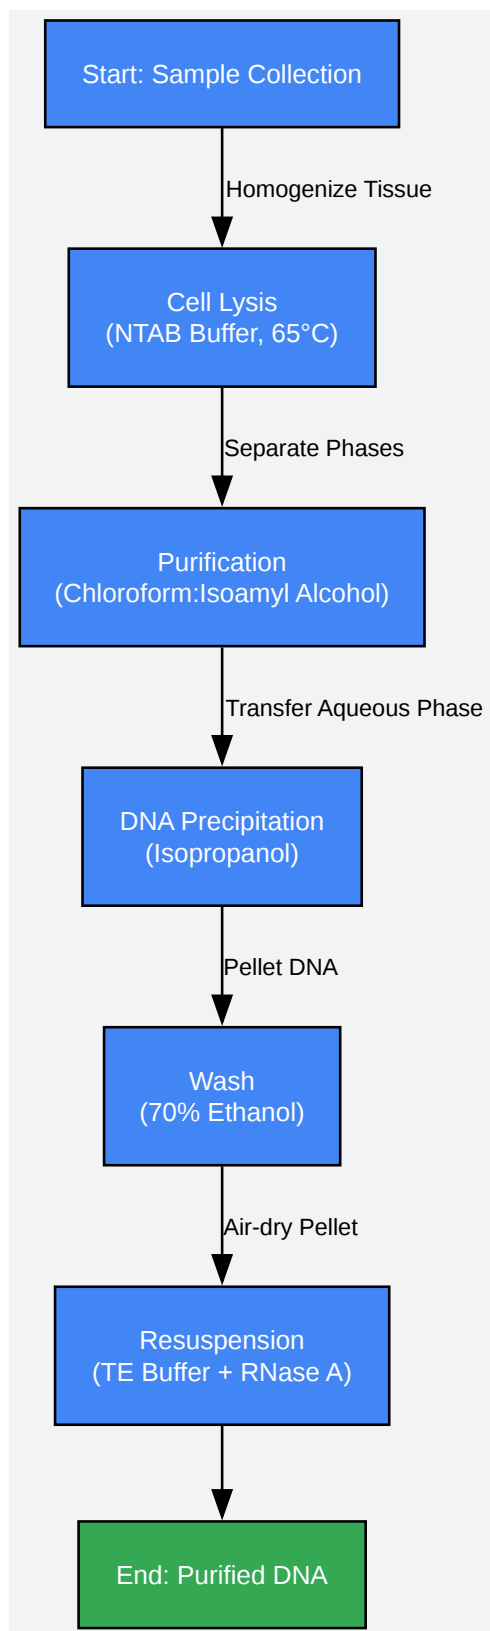 Start: Sample Collection
Homogenize Tissue
Cell Lysis
(NTAB Buffer, 65°C)
Separate Phases
Purification
(Chloroform:Isoamyl Alcohol)
Transfer Aqueous Phase
DNA Precipitation
(Isopropanol)
Pellet DNA
Wash
(70% Ethanol)
Air-dry Pellet
Resuspension
(TE Buffer + RNase A)
End: Purified DNA